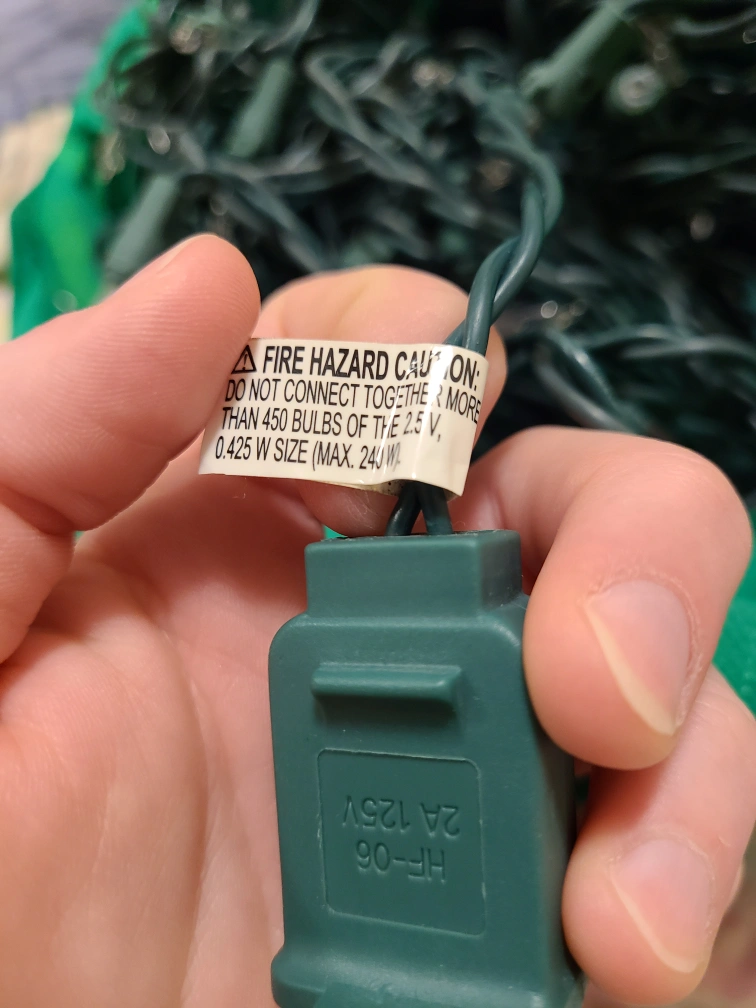 ⚠ FIRE HAZARD CAUTION:
DO NOT CONNECT TOGETHER MORE
THAN 450 BULBS OF THE 2.5 V,
0.425 W SIZE (MAX. 240 W).
HF-06
2A 125V